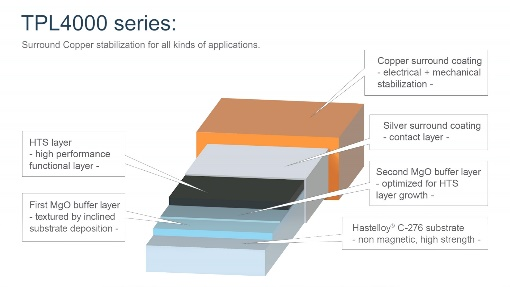 TPL4000 series:
Surround Copper stabilization for all kinds of applications.
Copper surround coating
- electrical + mechanical
stabilization -
Silver surround coating
- contact layer -
HTS layer
- high performance
functional layer -
Second MgO buffer layer
- optimized for HTS
layer growth -
First MgO buffer layer
- textured by inclined
substrate deposition -
Hastelloy® C-276 substrate
- non magnetic, high strength -